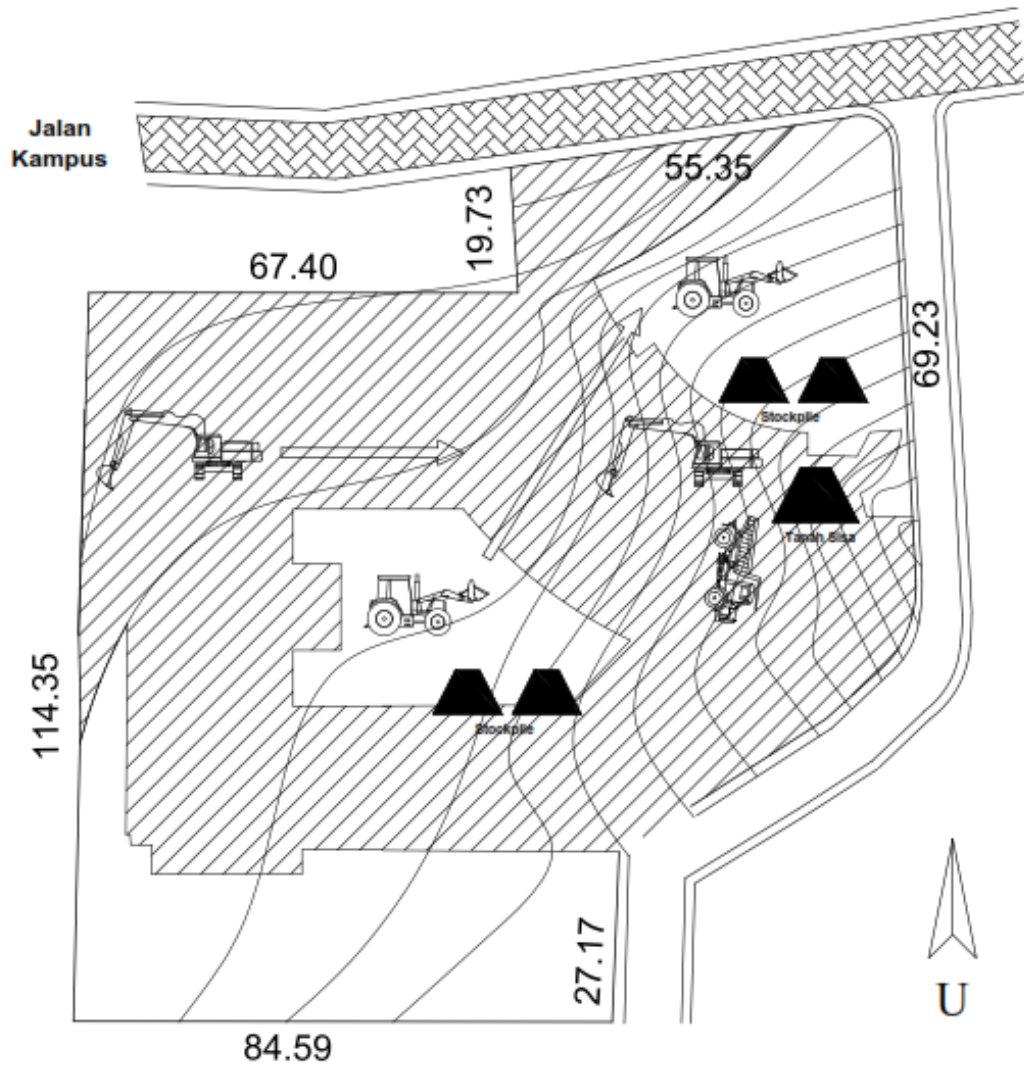 Jalan
Kampus
55.35
19.73
67.40
69.23
Stockpile
Tanah Sisa
114.35
Stockpile
27.17
U
84.59